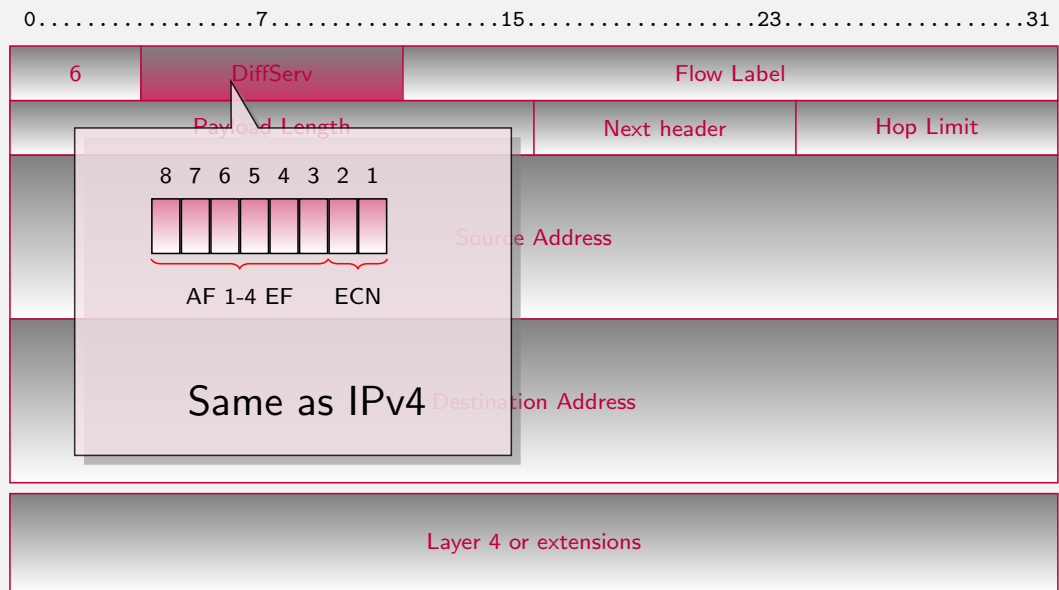 0.............7..............15..............23..............31
6 DiffServ Flow Label
Payload Length Next header Hop Limit
8 7 6 5 4 3 2 1
Source Address
AF 1-4 EF ECN
Same as IPv4
Destination Address
Layer 4 or extensions